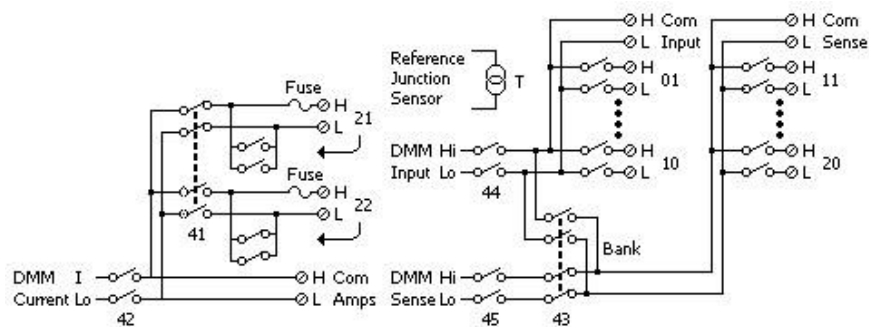 H Com
L Input
H
01
L
H
10
L
H Com
L Sense
H
11
L
H
20
L
Reference
Junction
Sensor
T
Fuse
H
21
L
Fuse
H
22
L
41
DMM Hi
Input Lo
44
Bank
DMM I
Current Lo
42
H Com
L Amps
DMM Hi
Sense Lo
45
43